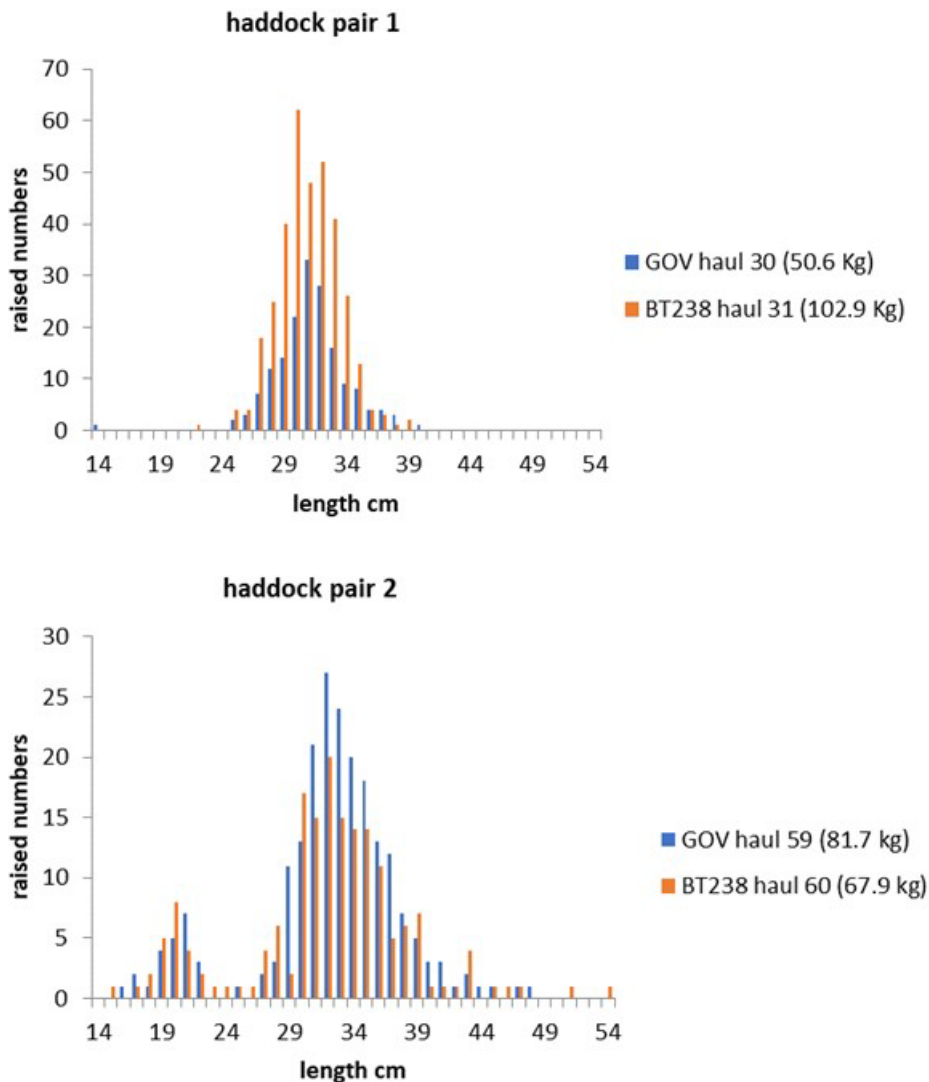 haddock pair 1
70
60
50
40
30
20
10
0
raised numbers
14 19 24 29 34 39 44 49 54
length cm
GOV haul 30 (50.6 Kg)
BT238 haul 31 (102.9 Kg)
haddock pair 2
30
25
20
15
10
5
0
raised numbers
14 19 24 29 34 39 44 49 54
length cm
GOV haul 59 (81.7 kg)
BT238 haul 60 (67.9 kg)